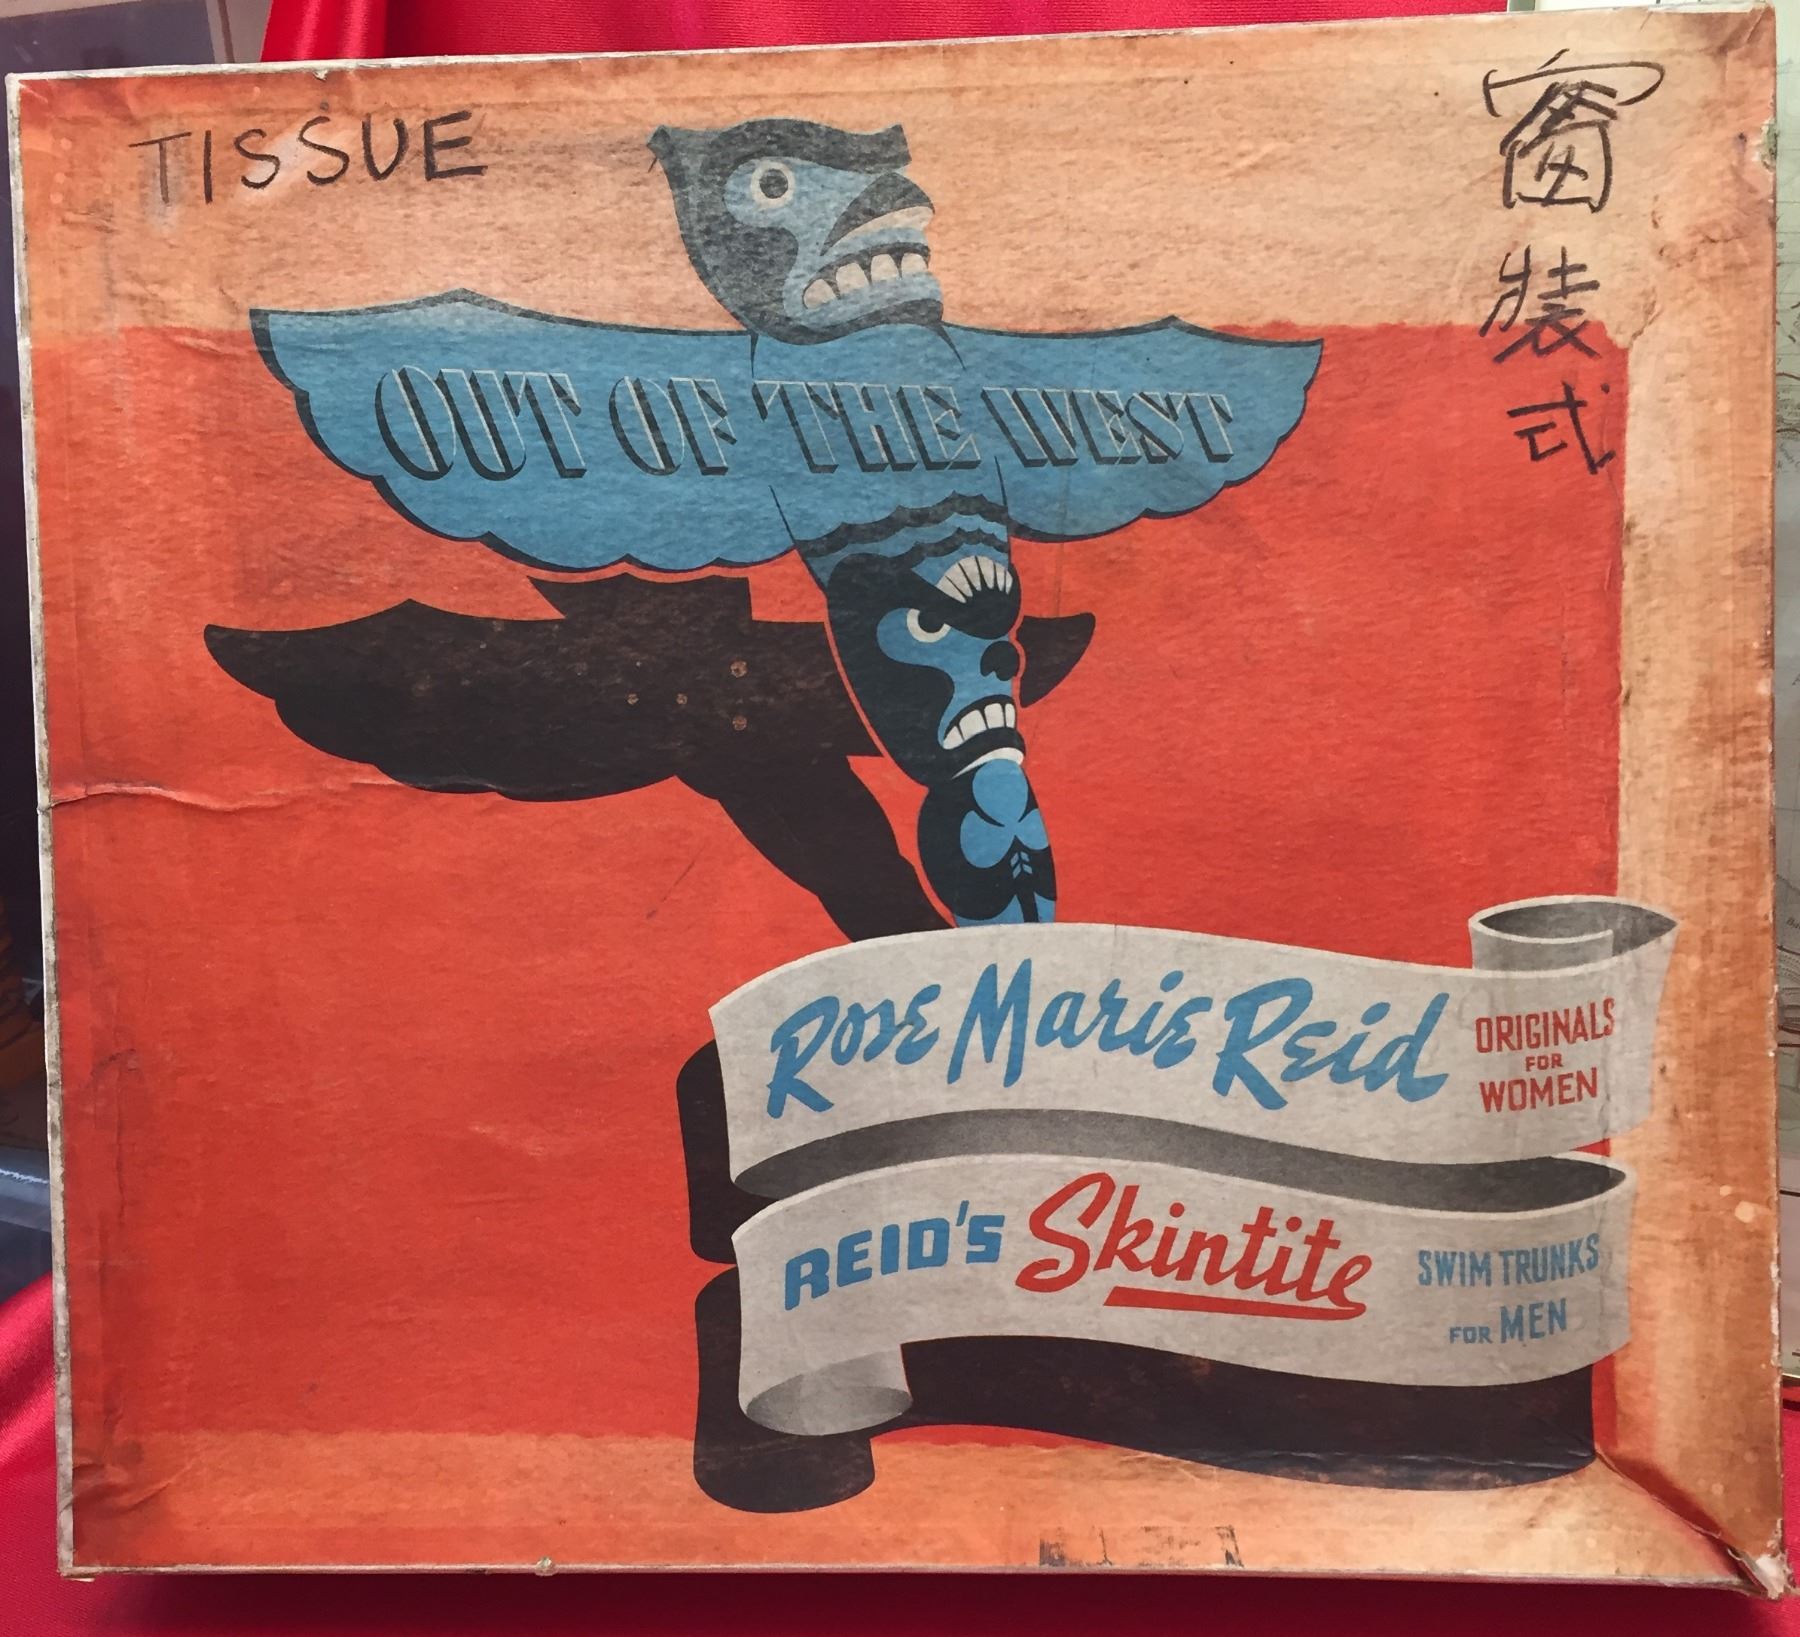 TISSUE
窗裝式
OUT OF THE WEST
Rose Marie Reid
ORIGINALS
FOR
WOMEN
REID'S Skintite
SWIM TRUNKS
FOR MEN